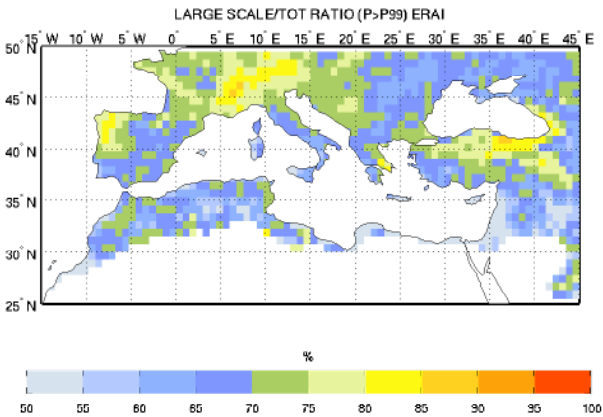 LARGE SCALE/TOT RATIO (P>P99) ERAI
15° W 10° W 5° W 0° 5° E 10° E 15° E 20° E 25° E 30° E 35° E 40° E 45° E
50° N
45° N
40° N
35° N
30° N
25° N
%
50 55 60 65 70 75 80 85 90 95 100